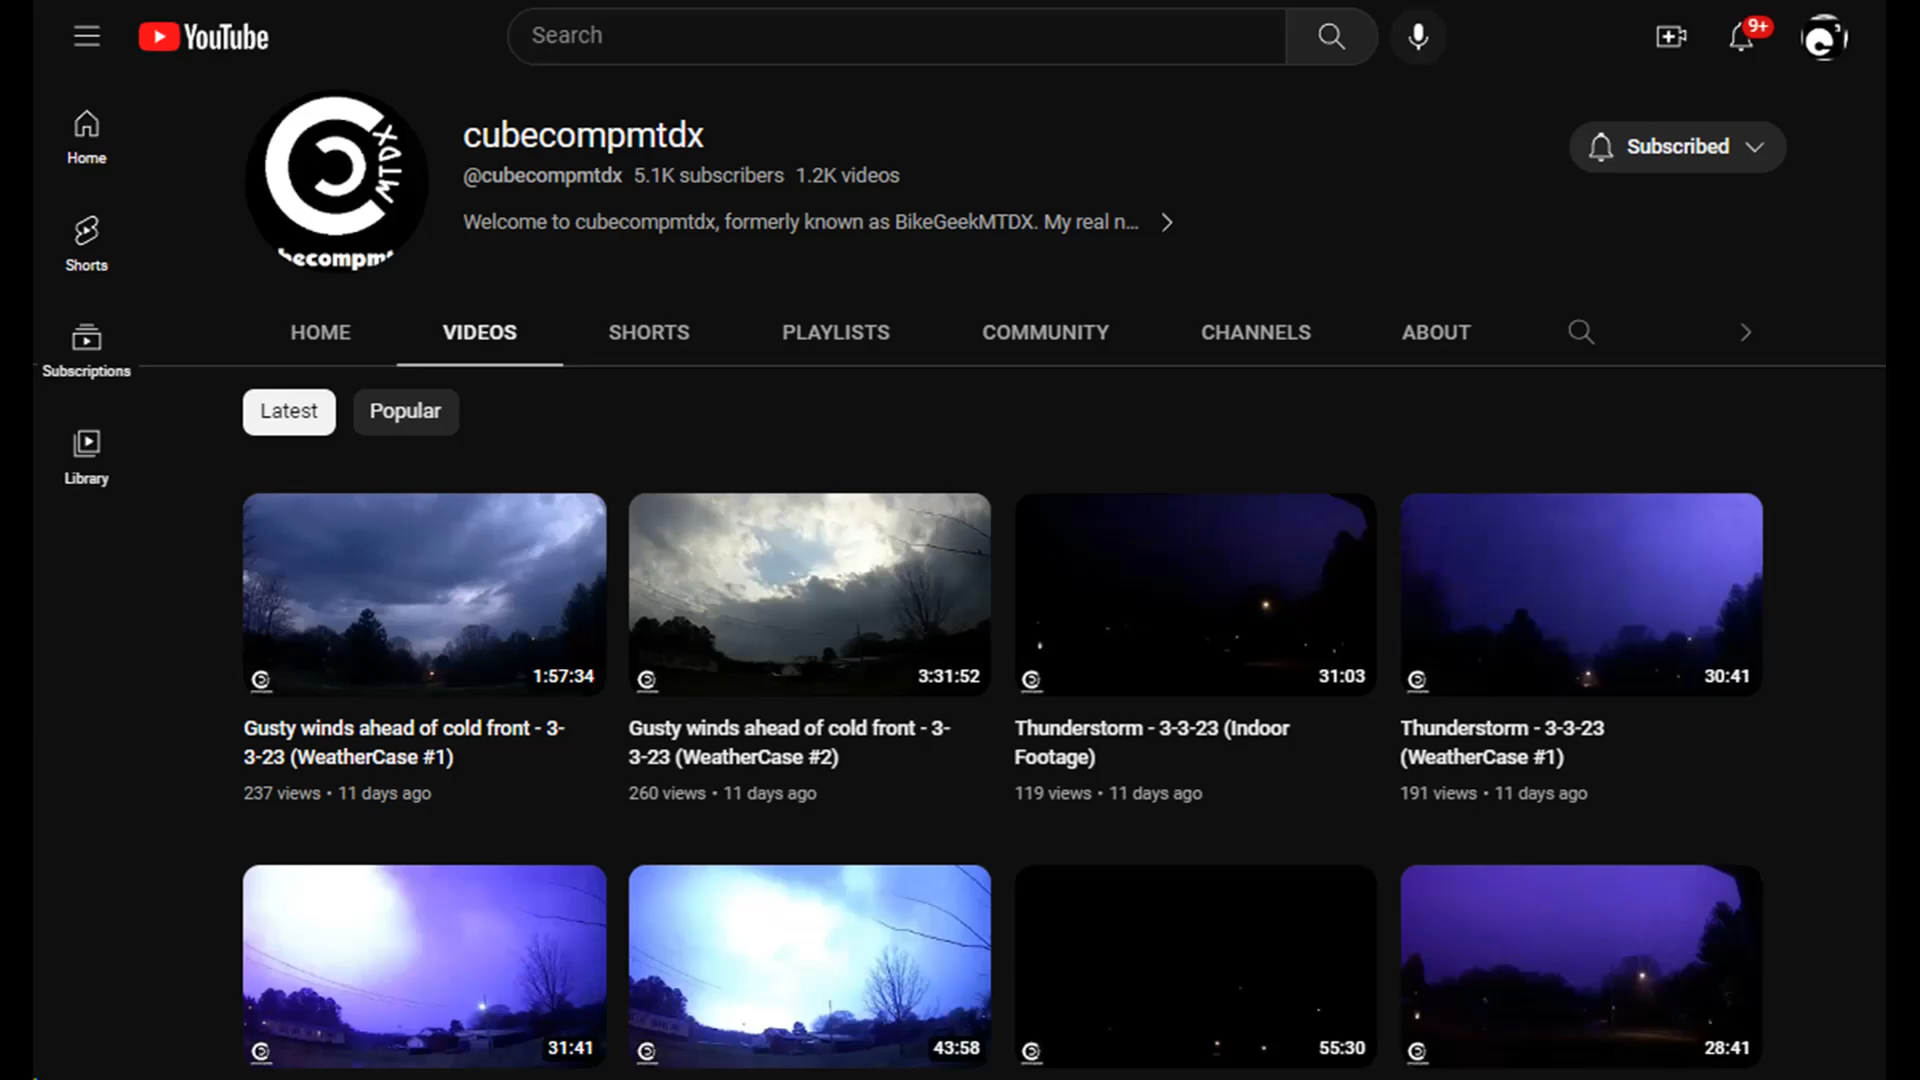 YouTube
Search
9+
Home
Shorts
Subscriptions
Library
MTDX
becompm
cubecompmtdx
@cubecompmtdx 5.1K subscribers 1.2K videos
Welcome to cubecompmtdx, formerly known as BikeGeekMTDX. My real n...
Subscribed
HOME VIDEOS SHORTS PLAYLISTS COMMUNITY CHANNELS ABOUT
Latest Popular
1:57:34
3:31:52
31:03
30:41
Gusty winds ahead of cold front - 3-
3-23 (WeatherCase #1)
237 views • 11 days ago
Gusty winds ahead of cold front - 3-
3-23 (WeatherCase #2)
260 views • 11 days ago
Thunderstorm - 3-3-23 (Indoor
Footage)
119 views • 11 days ago
Thunderstorm - 3-3-23
(WeatherCase #1)
191 views • 11 days ago
31:41
43:58
55:30
28:41